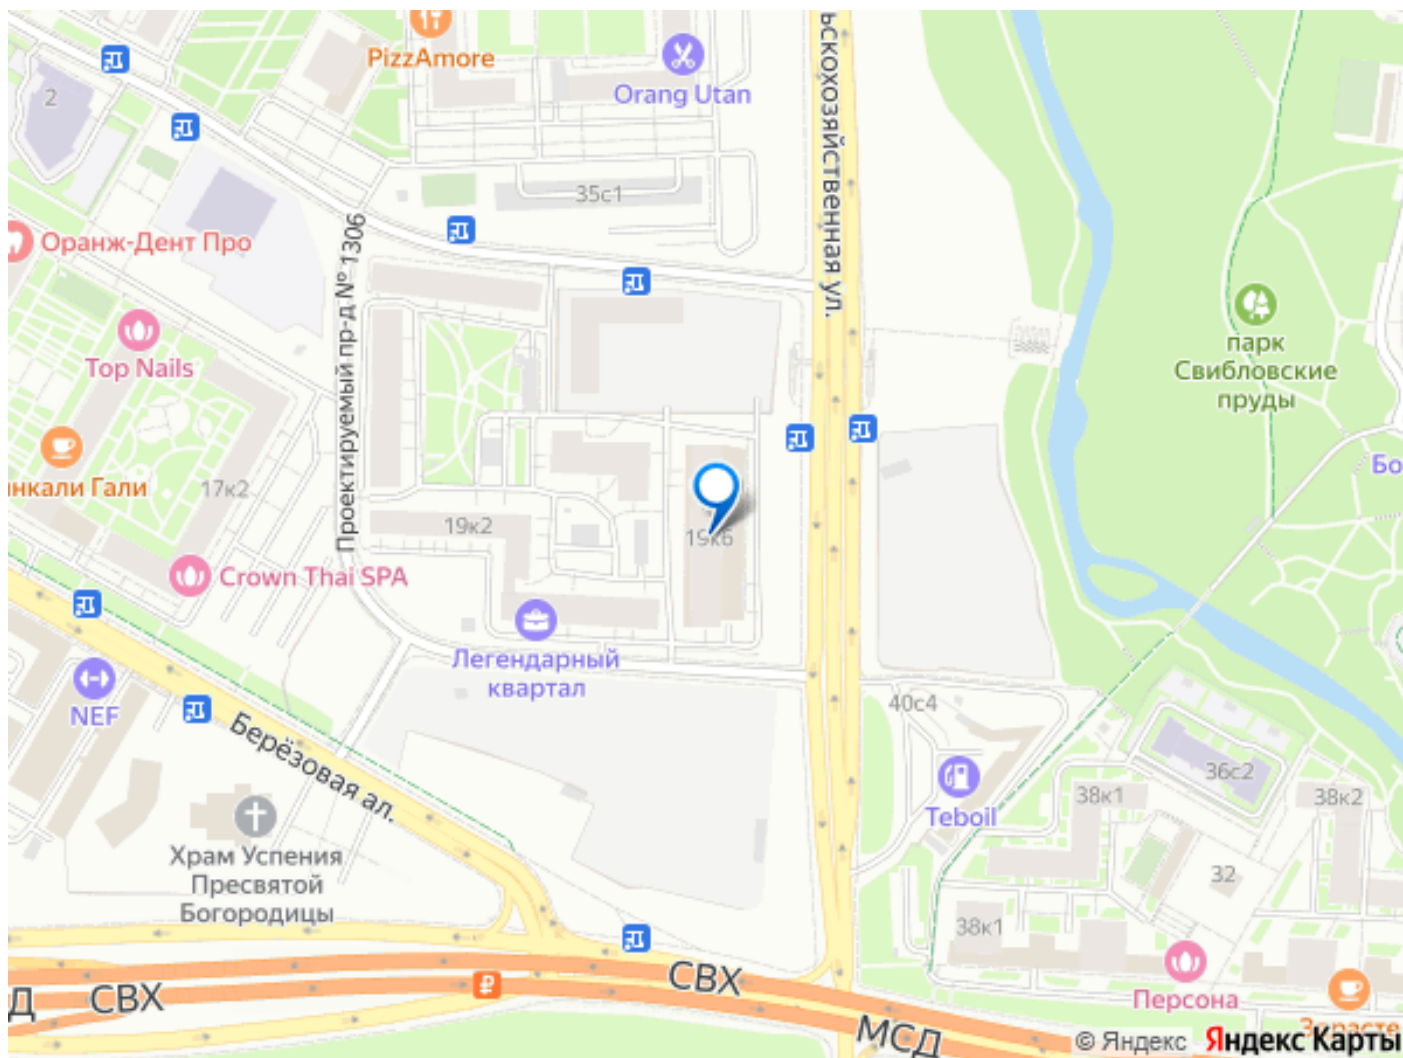 PizzAmore
Orang Utan
2
35с1
ьскохозяйственная ул.
Проектируемый пр-д № 1306
Оранж-Дент Про
Top Nails
парк
Свибловские
пруды
нкали Гали
17к2
19к2
19к6
Бо
Crown Thai SPA
Легендарный
квартал
NEF
Берёзовая ал.
40с4
36с2
38к1
38к2
Teboil
Храм Успения
Пресвятой
Богородицы
32
38к1
Персона
СВХ
СВХ
Д
МСД
© Яндекс
Яндекс Карты